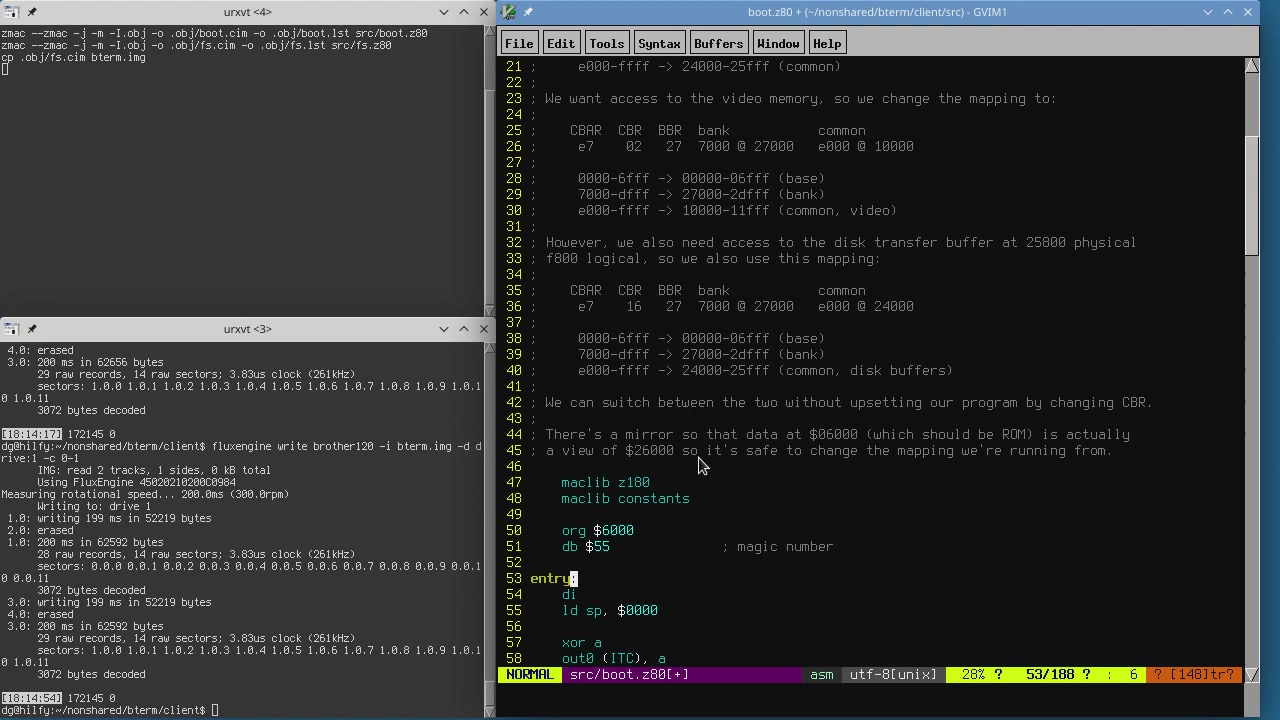 urxvt <4>
zmac --zmac -j -m -I.obj -o .obj/boot.cim -o .obj/boot.lst src/boot.z80
zmac --zmac -j -m -I.obj -o .obj/fs.cim -o .obj/fs.lst src/fs.z80
cp .obj/fs.cim bterm.img
urxvt <3>
4.0: erased
3.0: 200 ms in 62656 bytes
29 raw records, 14 raw sectors; 3.83us clock (261kHz)
sectors: 1.0.0 1.0.1 1.0.2 1.0.3 1.0.4 1.0.5 1.0.6 1.0.7 1.0.8 1.0.9 1.0.1
0 1.0.11
3072 bytes decoded
[18:14:17] 172145 0
dg@hilfy:~/nonshared/bterm/client$ fluxengine write brother120 -i bterm.img -d d
rive:1 -c 0-1
IMG: read 2 tracks, 1 sides, 0 kB total
Using FluxEngine 4502021020C0984
Measuring rotational speed... 200.0ms (300.0rpm)
Writing to: drive 1
1.0: writing 199 ms in 52219 bytes
2.0: erased
1.0: 200 ms in 62592 bytes
28 raw records, 14 raw sectors; 3.83us clock (261kHz)
sectors: 0.0.0 0.0.1 0.0.2 0.0.3 0.0.4 0.0.5 0.0.6 0.0.7 0.0.8 0.0.9 0.0.1
0 0.0.11
3072 bytes decoded
3.0: writing 199 ms in 52219 bytes
4.0: erased
3.0: 200 ms in 62592 bytes
29 raw records, 14 raw sectors; 3.83us clock (261kHz)
sectors: 1.0.0 1.0.1 1.0.2 1.0.3 1.0.4 1.0.5 1.0.6 1.0.7 1.0.8 1.0.9 1.0.1
0 1.0.11
3072 bytes decoded
[18:14:54] 172145 0
dg@hilfy:~/nonshared/bterm/client$
boot.z80 + (~/nonshared/bterm/client/src) - GVIM1
File Edit Tools Syntax Buffers Window Help
21 ; e000-ffff -> 24000-25fff (common)
22 ;
23 ; We want access to the video memory, so we change the mapping to:
24 ;
25 ; CBAR CBR BBR bank common
26 ; e7 02 27 7000 @ 27000 e000 @ 10000
27 ;
28 ; 0000-6fff -> 00000-06fff (base)
29 ; 7000-dfff -> 27000-2dfff (bank)
30 ; e000-ffff -> 10000-11fff (common, video)
31 ;
32 ; However, we also need access to the disk transfer buffer at 25800 physical
33 ; f800 logical, so we also use this mapping:
34 ;
35 ; CBAR CBR BBR bank common
36 ; e7 16 27 7000 @ 27000 e000 @ 24000
37 ;
38 ; 0000-6fff -> 00000-06fff (base)
39 ; 7000-dfff -> 27000-2dfff (bank)
40 ; e000-ffff -> 24000-25fff (common, disk buffers)
41 ;
42 ; We can switch between the two without upsetting our program by changing CBR.
43 ;
44 ; There's a mirror so that data at $06000 (which should be ROM) is actually
45 ; a view of $26000 so it's safe to change the mapping we're running from.
46
47 maclib z180
48 maclib constants
49
50 org $6000
51 db $55 ; magic number
52
53 entry:
54 di
55 ld sp, $0000
56
57 xor a
58 out0 (ITC), a
NORMAL src/boot.z80[+] asm utf-8[unix] 28% ? 53/188 ? : 6 ? [148]tr?